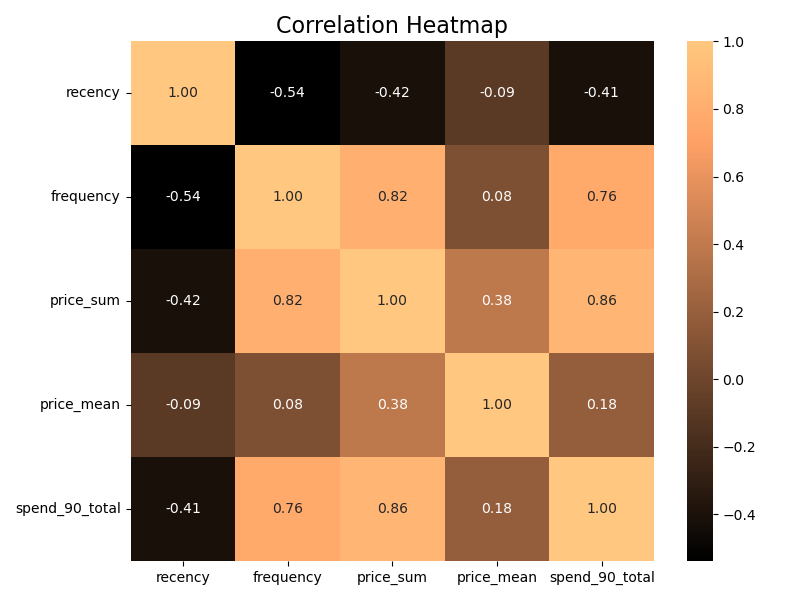 Correlation Heatmap
recency 1.00 -0.54 -0.42 -0.09 -0.41
frequency -0.54 1.00 0.82 0.08 0.76
price_sum -0.42 0.82 1.00 0.38 0.86
price_mean -0.09 0.08 0.38 1.00 0.18
spend_90_total -0.41 0.76 0.86 0.18 1.00
recency frequency price_sum price_mean spend_90_total
1.0
0.8
0.6
0.4
0.2
0.0
−0.2
−0.4